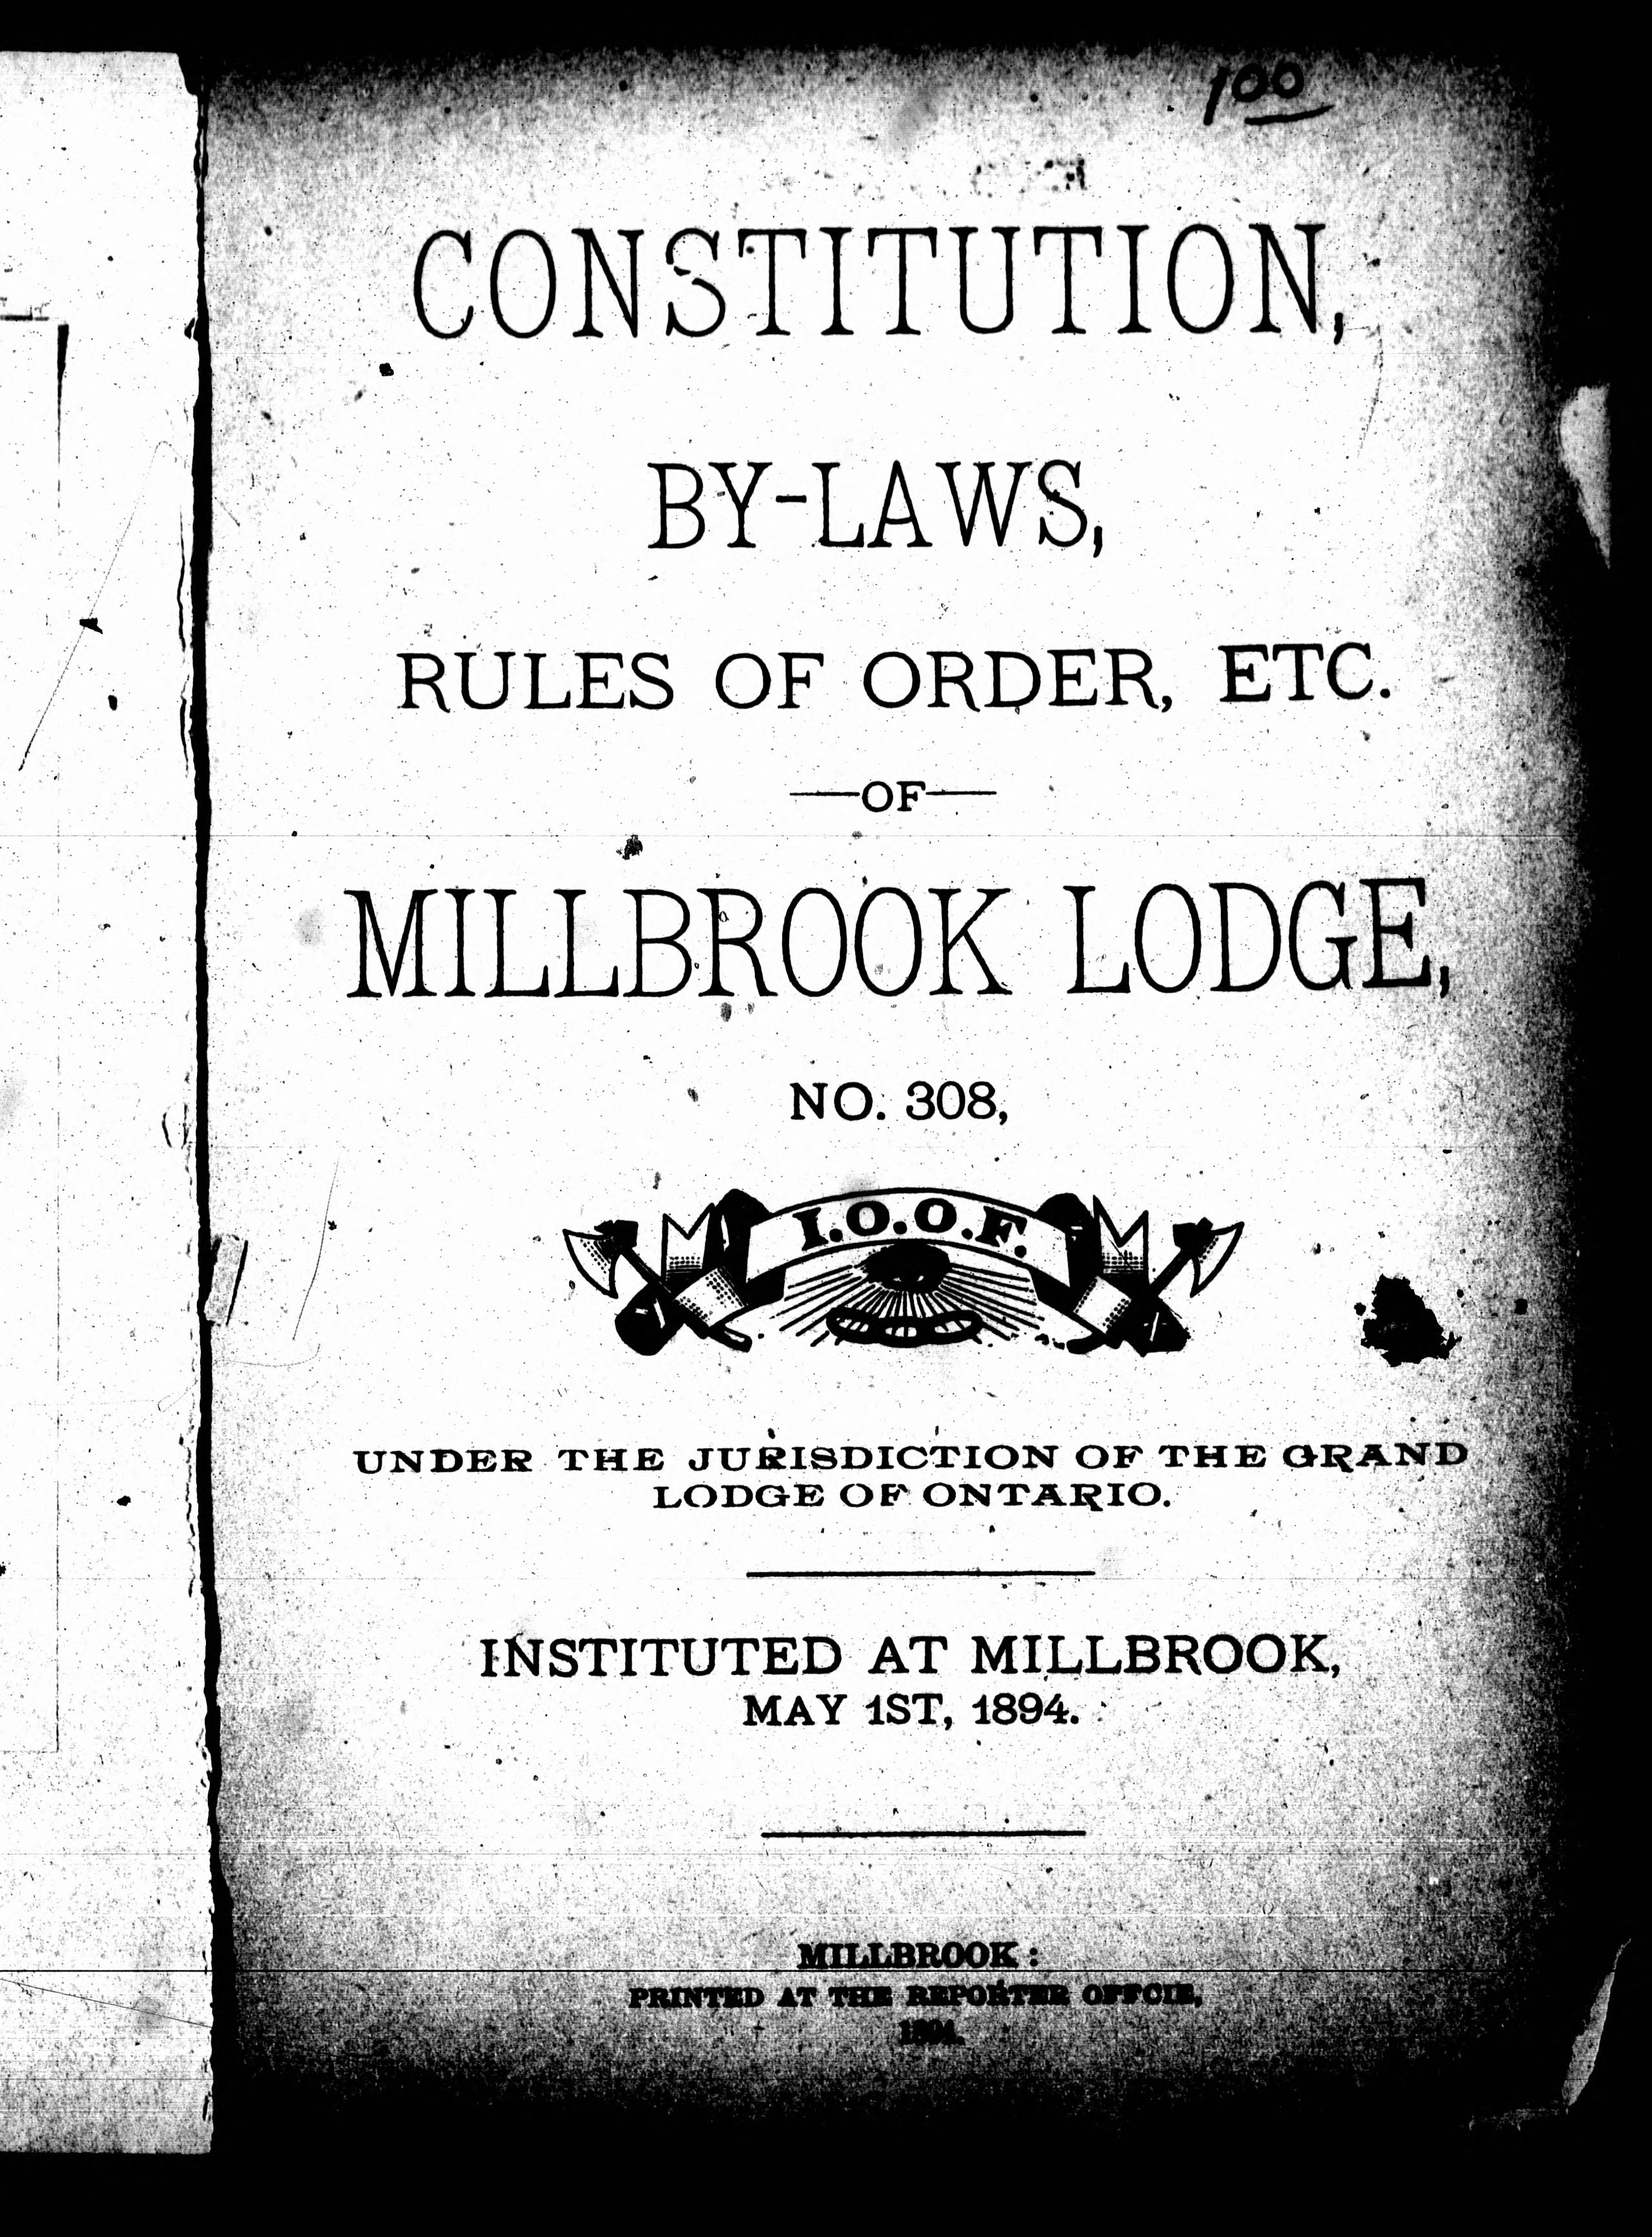 100
CONSTITUTION,
BY-LAWS,
RULES OF ORDER, ETC.
—OF—
MILLBROOK LODGE,
NO. 308,
I.O.O.F.
UNDER THE JURISDICTION OF THE GRAND
LODGE OF ONTARIO.
INSTITUTED AT MILLBROOK,
MAY 1ST, 1894.
MILLBROOK:
PRINTED AT THE REPORTER OFFCIE,
1894.